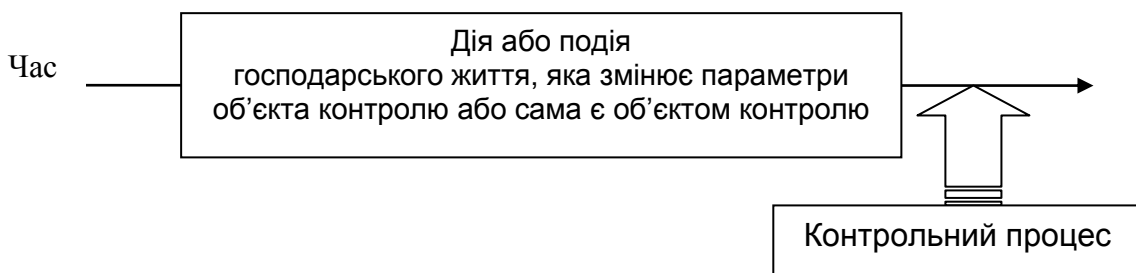 Час
Дія або подія
господарського життя, яка змінює параметри
об’єкта контролю або сама є об’єктом контролю
Контрольний процес